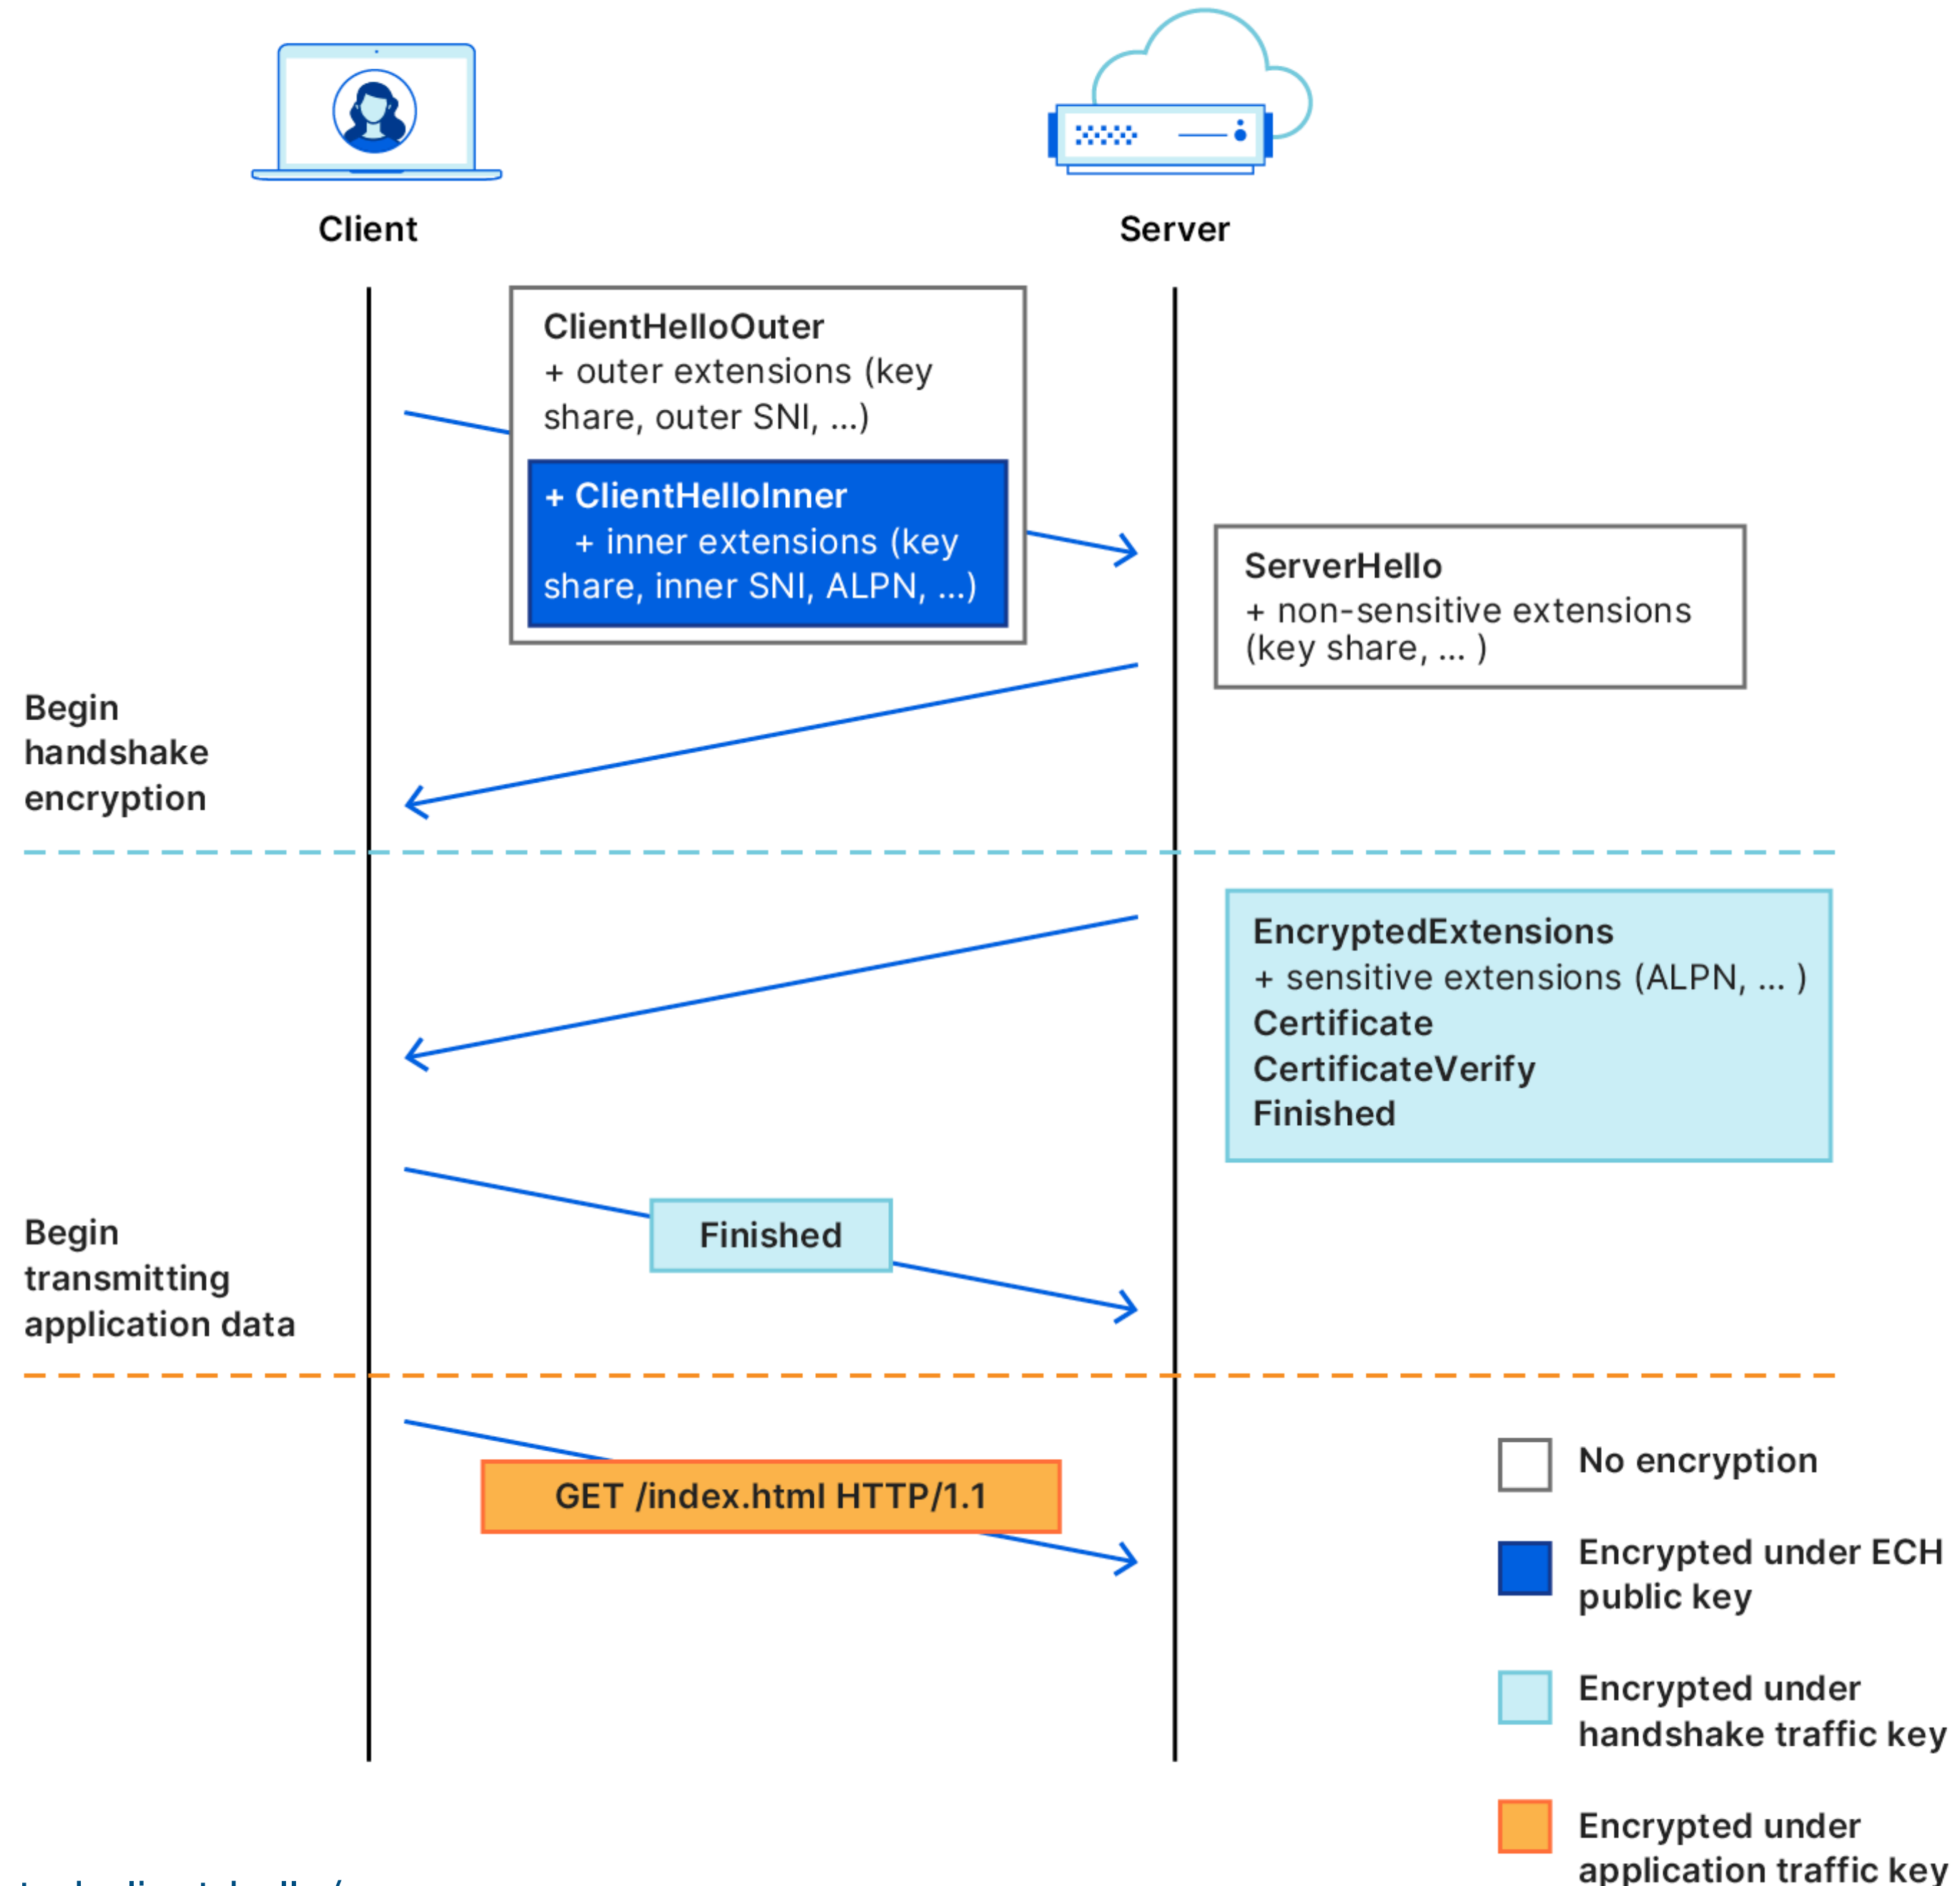 Client
Server
ClientHelloOuter
+ outer extensions (key
share, outer SNI, ...)
+ ClientHelloInner
+ inner extensions (key
share, inner SNI, ALPN, ...)
ServerHello
+ non-sensitive extensions
(key share, ... )
Begin
handshake
encryption
EncryptedExtensions
+ sensitive extensions (ALPN, ... )
Certificate
CertificateVerify
Finished
Finished
Begin
transmitting
application data
GET /index.html HTTP/1.1
No encryption
Encrypted under ECH
public key
Encrypted under
handshake traffic key
Encrypted under
application traffic key